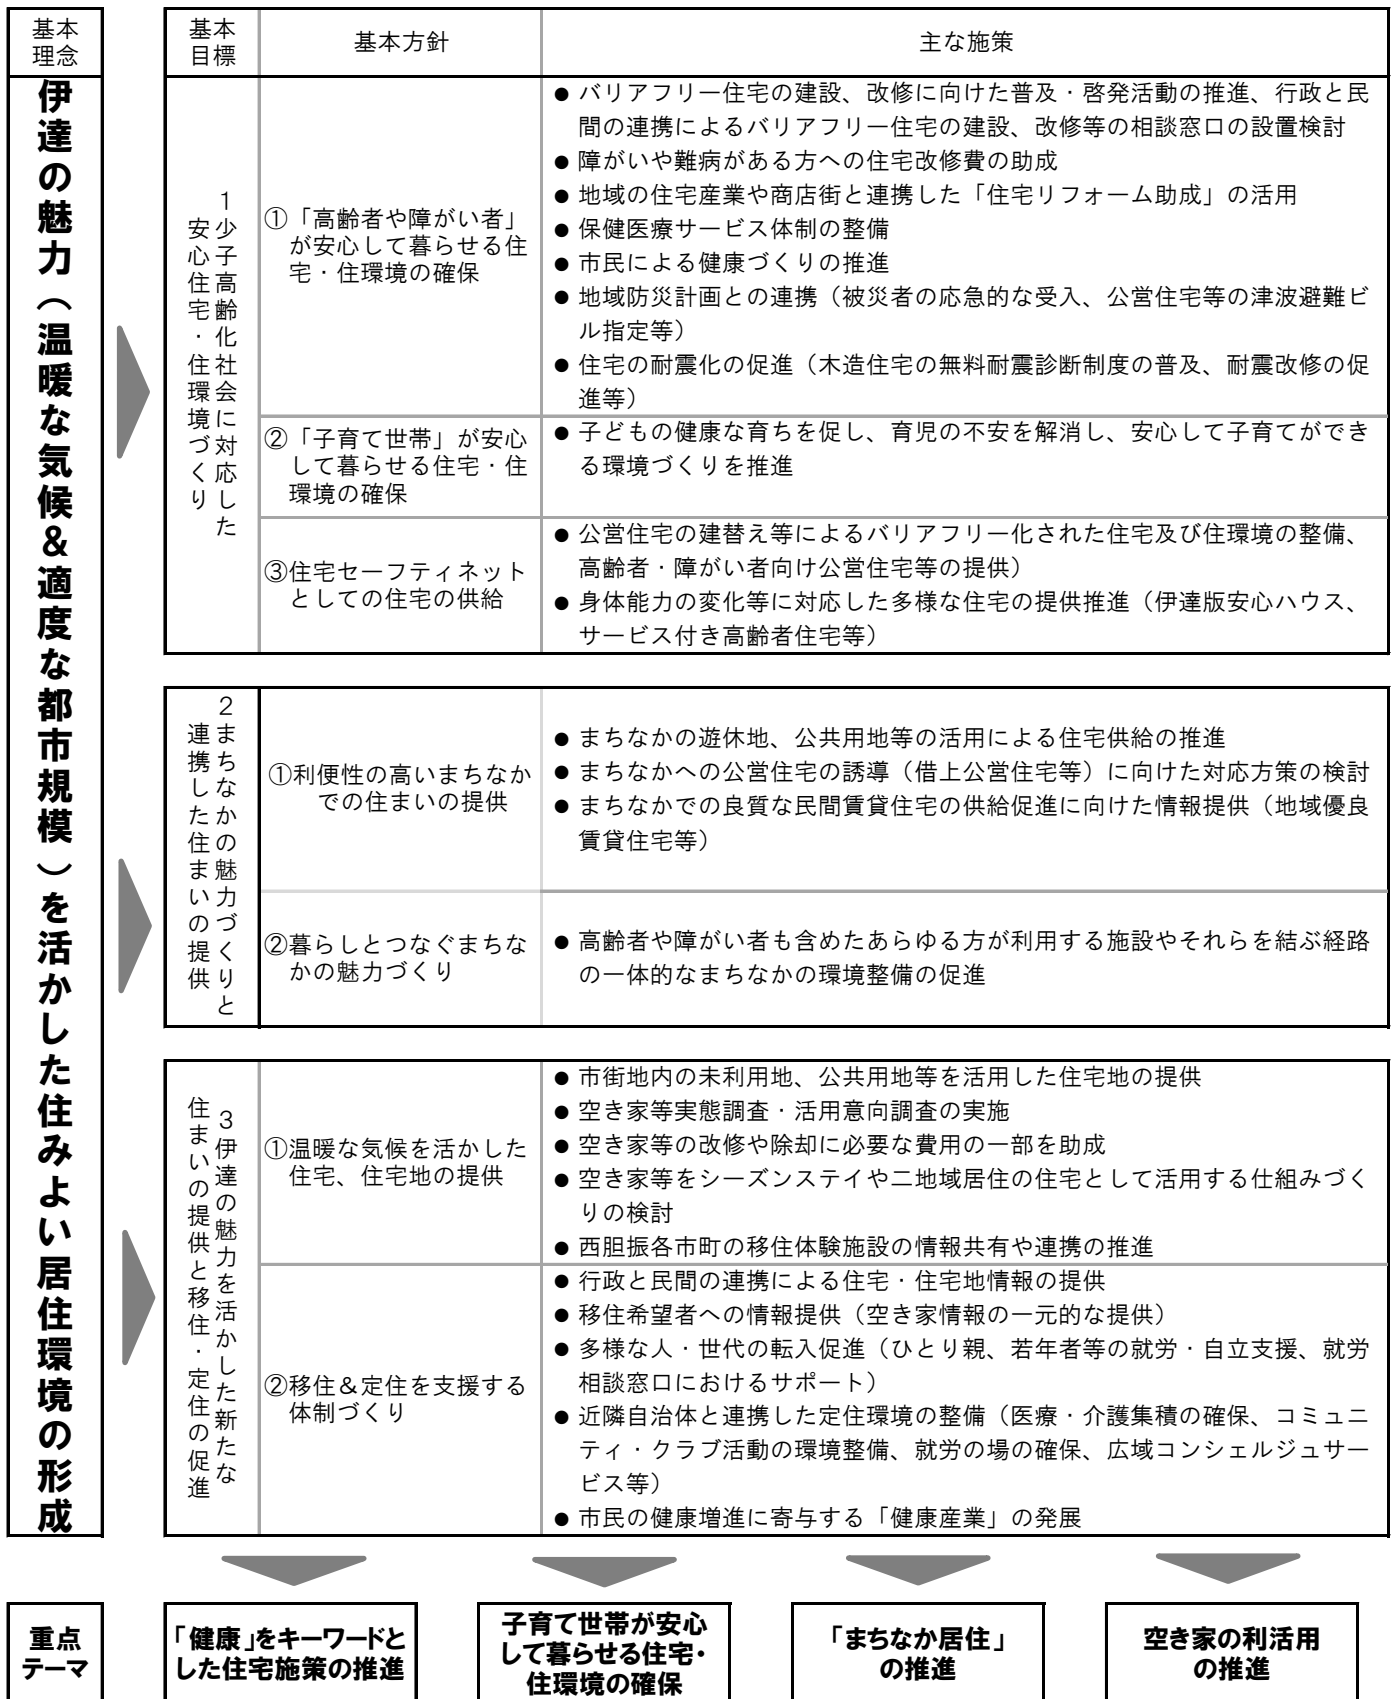 基本
理念
伊達の魅力（温暖な気候＆適度な都市規模）を活かした住みよい居住環境の形成
基本
目標
基本方針
主な施策
1少子高齢化社会に対応した
安心住宅・住環境づくり
①「高齢者や障がい者」
が安心して暮らせる住
宅・住環境の確保
●バリアフリー住宅の建設、改修に向けた普及・啓発活動の推進、行政と民
間の連携によるバリアフリー住宅の建設、改修等の相談窓口の設置検討
●障がいや難病がある方への住宅改修費の助成
●地域の住宅産業や商店街と連携した「住宅リフォーム助成」の活用
●保健医療サービス体制の整備
●市民による健康づくりの推進
●地域防災計画との連携（被災者の応急的な受入、公営住宅等の津波避難ビ
ル指定等）
●住宅の耐震化の促進（木造住宅の無料耐震診断制度の普及、耐震改修の促
進等）
②「子育て世帯」が安心
して暮らせる住宅・住
環境の確保
●子どもの健康な育ちを促し、育児の不安を解消し、安心して子育てができ
る環境づくりを推進
③住宅セーフティネット
としての住宅の供給
●公営住宅の建替え等によるバリアフリー化された住宅及び住環境の整備、
高齢者・障がい者向け公営住宅等の提供）
●身体能力の変化等に対応した多様な住宅の提供推進（伊達版安心ハウス、
サービス付き高齢者住宅等）
2まちなかの魅力づくりと
連携した住まいの提供
①利便性の高いまちなか
での住まいの提供
●まちなかの遊休地、公共用地等の活用による住宅供給の推進
●まちなかへの公営住宅の誘導（借上公営住宅等）に向けた対応方策の検討
●まちなかでの良質な民間賃貸住宅の供給促進に向けた情報提供（地域優良
賃貸住宅等）
②暮らしとつなぐまちな
かの魅力づくり
●高齢者や障がい者も含めたあらゆる方が利用する施設やそれらを結ぶ経路
の一体的なまちなかの環境整備の促進
3伊達の魅力を活かした新たな
住まいの提供と移住・定住の促進
①温暖な気候を活かした
住宅、住宅地の提供
●市街地内の未利用地、公共用地等を活用した住宅地の提供
●空き家等実態調査・活用意向調査の実施
●空き家等の改修や除却に必要な費用の一部を助成
●空き家等をシーズンステイや二地域居住の住宅として活用する仕組みづく
りの検討
●西胆振各市町の移住体験施設の情報共有や連携の推進
②移住＆定住を支援する
体制づくり
●行政と民間の連携による住宅・住宅地情報の提供
●移住希望者への情報提供（空き家情報の一元的な提供）
●多様な人・世代の転入促進（ひとり親、若年者等の就労・自立支援、就労
相談窓口におけるサポート）
●近隣自治体と連携した定住環境の整備（医療・介護集積の確保、コミュニ
ティ・クラブ活動の環境整備、就労の場の確保、広域コンシェルジュサー
ビス等）
●市民の健康増進に寄与する「健康産業」の発展
重点
テーマ
「健康」をキーワードと
した住宅施策の推進
子育て世帯が安心
して暮らせる住宅・
住環境の確保
「まちなか居住」
の推進
空き家の利活用
の推進